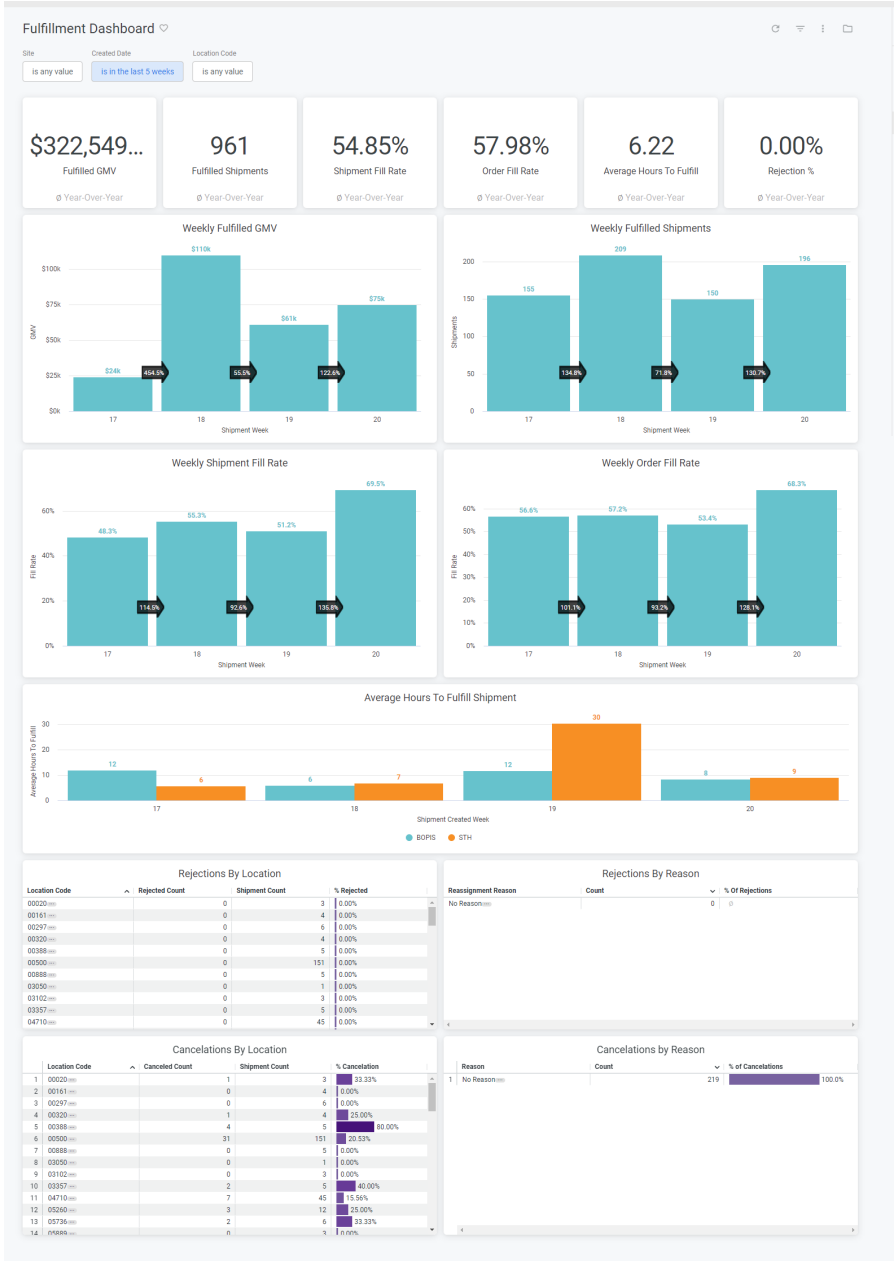 Fulfillment Dashboard
Site Created Date Location Code
is any value is in the last 5 weeks is any value
$322,549... 961 54.85% 57.98% 6.22 0.00%
Fulfilled GMV Fulfilled Shipments Shipment Fill Rate Order Fill Rate Average Hours To Fulfill Rejection %
Ø Year-Over-Year Ø Year-Over-Year Ø Year-Over-Year Ø Year-Over-Year Ø Year-Over-Year Ø Year-Over-Year
Weekly Fulfilled GMV
GMV
$100k
$75k
$50k
$25k
$0k
$24k $110k $61k $75k
454.5% 55.5% 122.6%
17 18 19 20
Shipment Week
Weekly Fulfilled Shipments
Shipments
200
150
100
50
0
155 209 150 196
134.8% 71.8% 130.7%
17 18 19 20
Shipment Week
Weekly Shipment Fill Rate
Fill Rate
60%
40%
20%
0%
48.3% 55.3% 51.2% 69.5%
114.5% 92.6% 135.8%
17 18 19 20
Shipment Week
Weekly Order Fill Rate
Fill Rate
60%
50%
40%
30%
20%
10%
0%
56.6% 57.2% 53.4% 68.3%
101.1% 93.2% 128.1%
17 18 19 20
Shipment Week
Average Hours To Fulfill Shipment
Average Hours To Fulfill
30
20
10
0
12 6 6 7 12 30 8 9
17 18 19 20
Shipment Created Week
BOPIS STH
Rejections By Location
Location Code Rejected Count Shipment Count % Rejected
00020 0 3 0.00%
00161 0 4 0.00%
00297 0 6 0.00%
00320 0 4 0.00%
00388 0 5 0.00%
00500 0 151 0.00%
00888 0 5 0.00%
03050 0 1 0.00%
03102 0 3 0.00%
03357 0 5 0.00%
04710 0 45 0.00%
Rejections By Reason
Reassignment Reason Count % Of Rejections
No Reason 0 Ø
Cancelations By Location
Location Code Canceled Count Shipment Count % Cancelation
1 00020 1 3 33.33%
2 00161 0 4 0.00%
3 00297 0 6 0.00%
4 00320 1 4 25.00%
5 00388 4 5 80.00%
6 00500 31 151 20.53%
7 00888 0 5 0.00%
8 03050 0 1 0.00%
9 03102 0 3 0.00%
10 03357 2 5 40.00%
11 04710 7 45 15.56%
12 05260 3 12 25.00%
13 05736 2 6 33.33%
14 05889 0 3 0.00%
Cancelations by Reason
Reason Count % of Cancelations
1 No Reason 219 100.0%